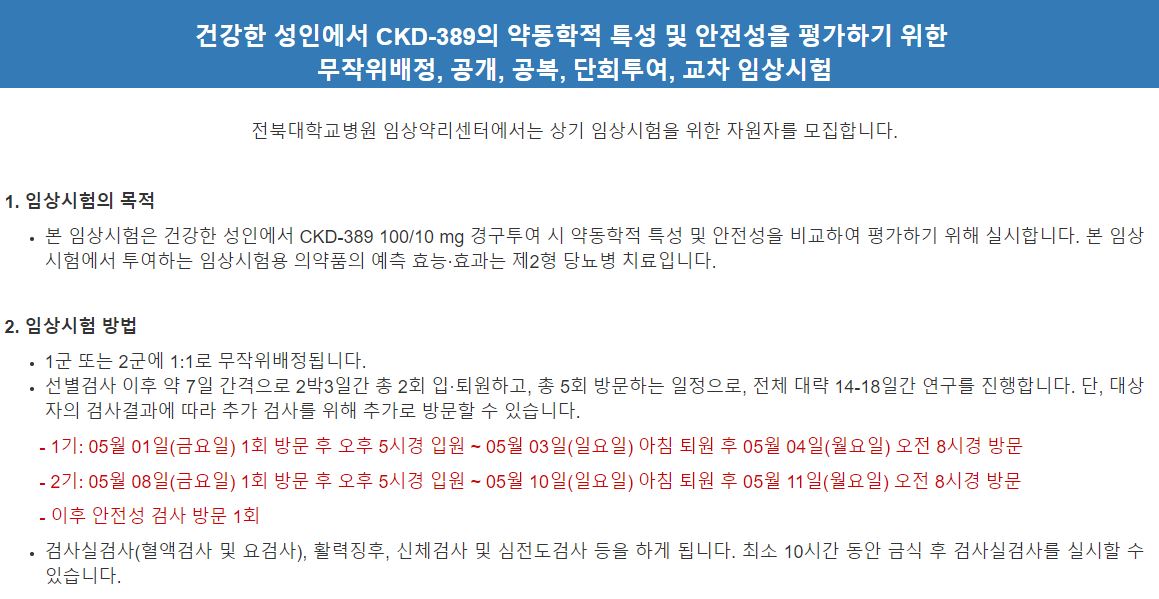 건강한 성인에서 CKD-389의 약동학적 특성 및 안전성을 평가하기 위한
무작위배정, 공개, 공복, 단회투여, 교차 임상시험
전북대학교병원 임상약리센터에서는 상기 임상시험을 위한 자원자를 모집합니다.
1. 임상시험의 목적
• 본 임상시험은 건강한 성인에서 CKD-389 100/10 mg 경구투여 시 약동학적 특성 및 안전성을 비교하여 평가하기 위해 실시합니다. 본 임상
시험에서 투여하는 임상시험용 의약품의 예측 효능·효과는 제2형 당뇨병 치료입니다.
2. 임상시험 방법
• 1군 또는 2군에 1:1로 무작위배정됩니다.
• 선별검사 이후 약 7일 간격으로 2박3일간 총 2회 입·퇴원하고, 총 5회 방문하는 일정으로, 전체 대략 14-18일간 연구를 진행합니다. 단, 대상
자의 검사결과에 따라 추가 검사를 위해 추가로 방문할 수 있습니다.
- 1기: 05월 01일(금요일) 1회 방문 후 오후 5시경 입원 ~ 05월 03일(일요일) 아침 퇴원 후 05월 04일(월요일) 오전 8시경 방문
- 2기: 05월 08일(금요일) 1회 방문 후 오후 5시경 입원 ~ 05월 10일(일요일) 아침 퇴원 후 05월 11일(월요일) 오전 8시경 방문
- 이후 안전성 검사 방문 1회
• 검사실검사(혈액검사 및 요검사), 활력징후, 신체검사 및 심전도검사 등을 하게 됩니다. 최소 10시간 동안 금식 후 검사실검사를 실시할 수
있습니다.